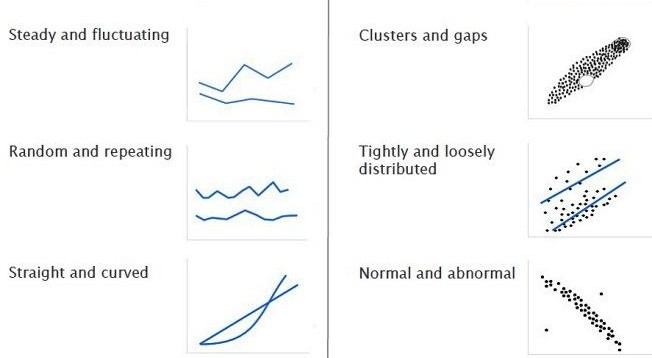 Steady and fluctuating
Random and repeating
Straight and curved
Clusters and gaps
Tightly and loosely
distributed
Normal and abnormal